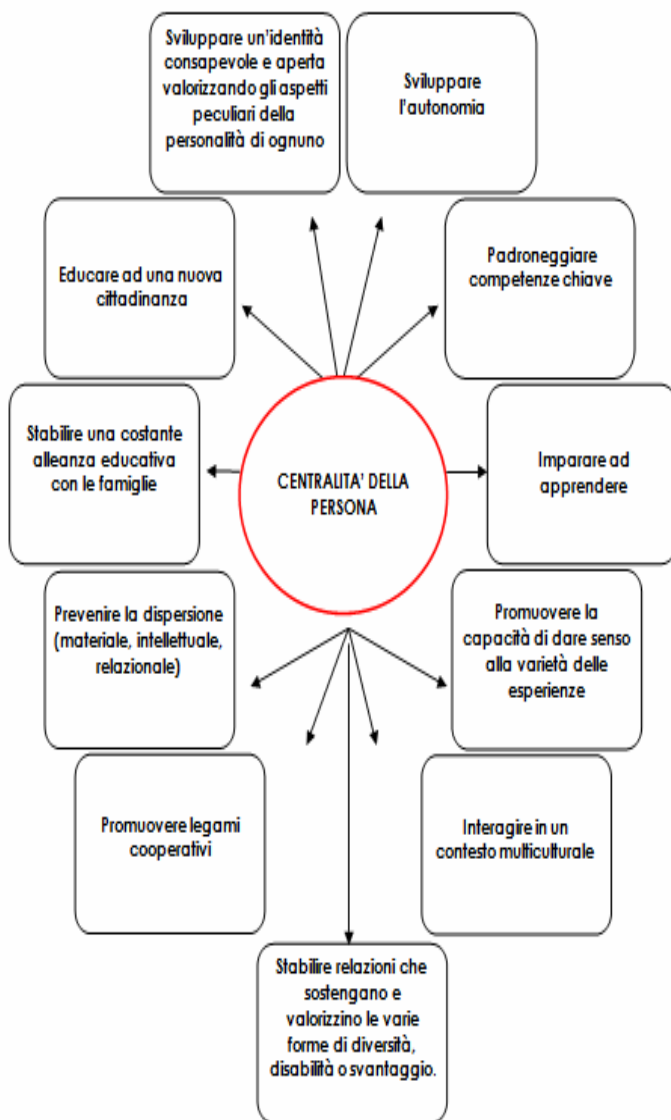 Sviluppare un'identità
consapevole e aperta
valorizzando gli aspetti
peculiari della
personalità di ognuno
Sviluppare
l'autonomia
Educare ad una nuova
cittadinanza
Padroneggiare
competenze chiave
Stabilire una costante
alleanza educativa
con le famiglie
CENTRALITA' DELLA
PERSONA
Imparare ad
apprendere
Prevenire la dispersione
(materiale, intellettuale,
relazionale)
Promuovere la
capacità di dare senso
alla varietà delle
esperienze
Promuovere legami
cooperativi
Interagire in un
contesto multiculturale
Stabilire relazioni che
sostengano e
valorizzino le varie
forme di diversità,
disabilità o svantaggio.